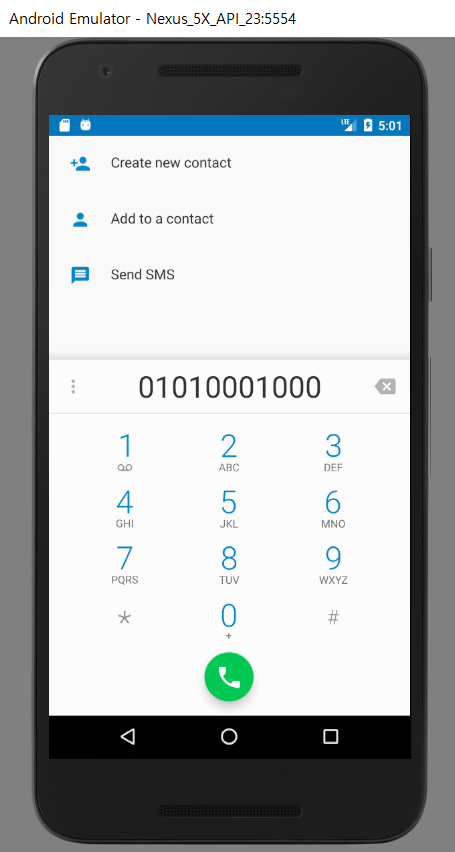 Android Emulator - Nexus_5X_API_23:5554
LTE 5:01
Create new contact
Add to a contact
Send SMS
01010001000
1 2 3
ABC DEF
4 5 6
GHI JKL MNO
7 8 9
PQRS TUV WXYZ
* 0 #
+